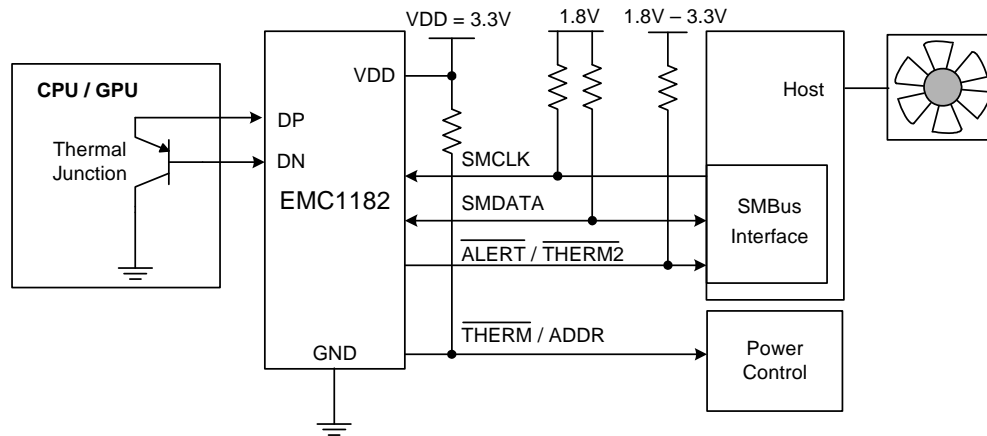 VDD = 3.3V
1.8V
1.8V – 3.3V
CPU / GPU
Thermal
Junction
VDD
DP
DN
EMC1182
GND
SMCLK
SMDATA
ALERT / THERM2
THERM / ADDR
Host
SMBus
Interface
Power
Control